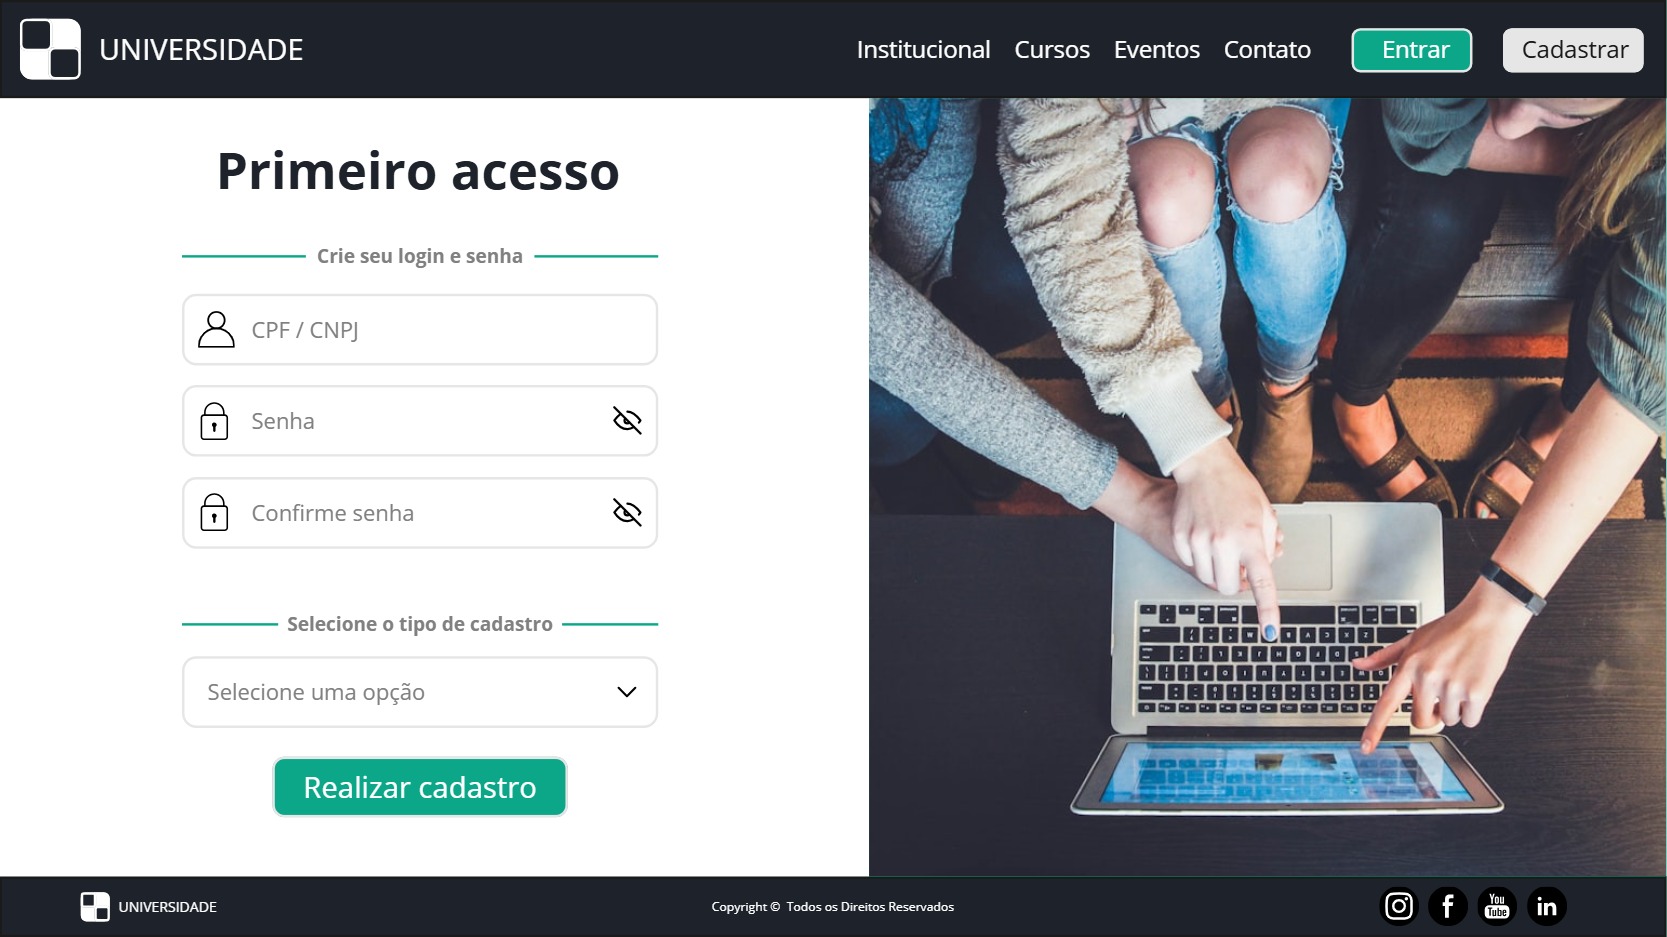 UNIVERSIDADE
Institucional Cursos Eventos Contato Entrar Cadastrar
Primeiro acesso
Crie seu login e senha
CPF / CNPJ
Senha
Confirme senha
Selecione o tipo de cadastro
Selecione uma opção
Realizar cadastro
UNIVERSIDADE
Copyright © Todos os Direitos Reservados
You
Tube
in